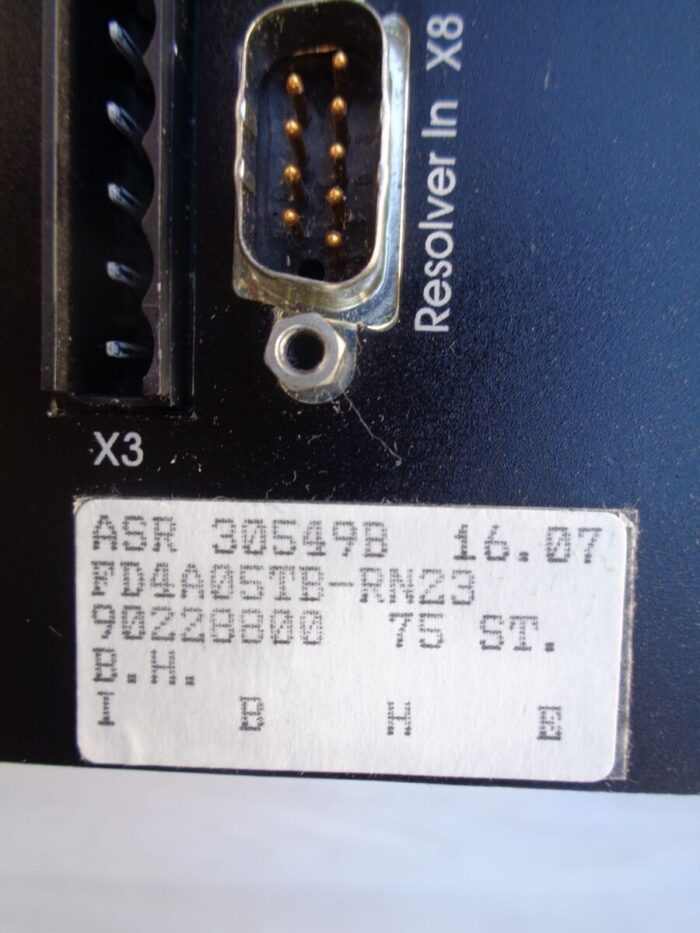 Resolver In X8
X3
ASR 30549B 16.07
FD4A05TB-RN23
90228800 75 ST.
B.H.
I B H E